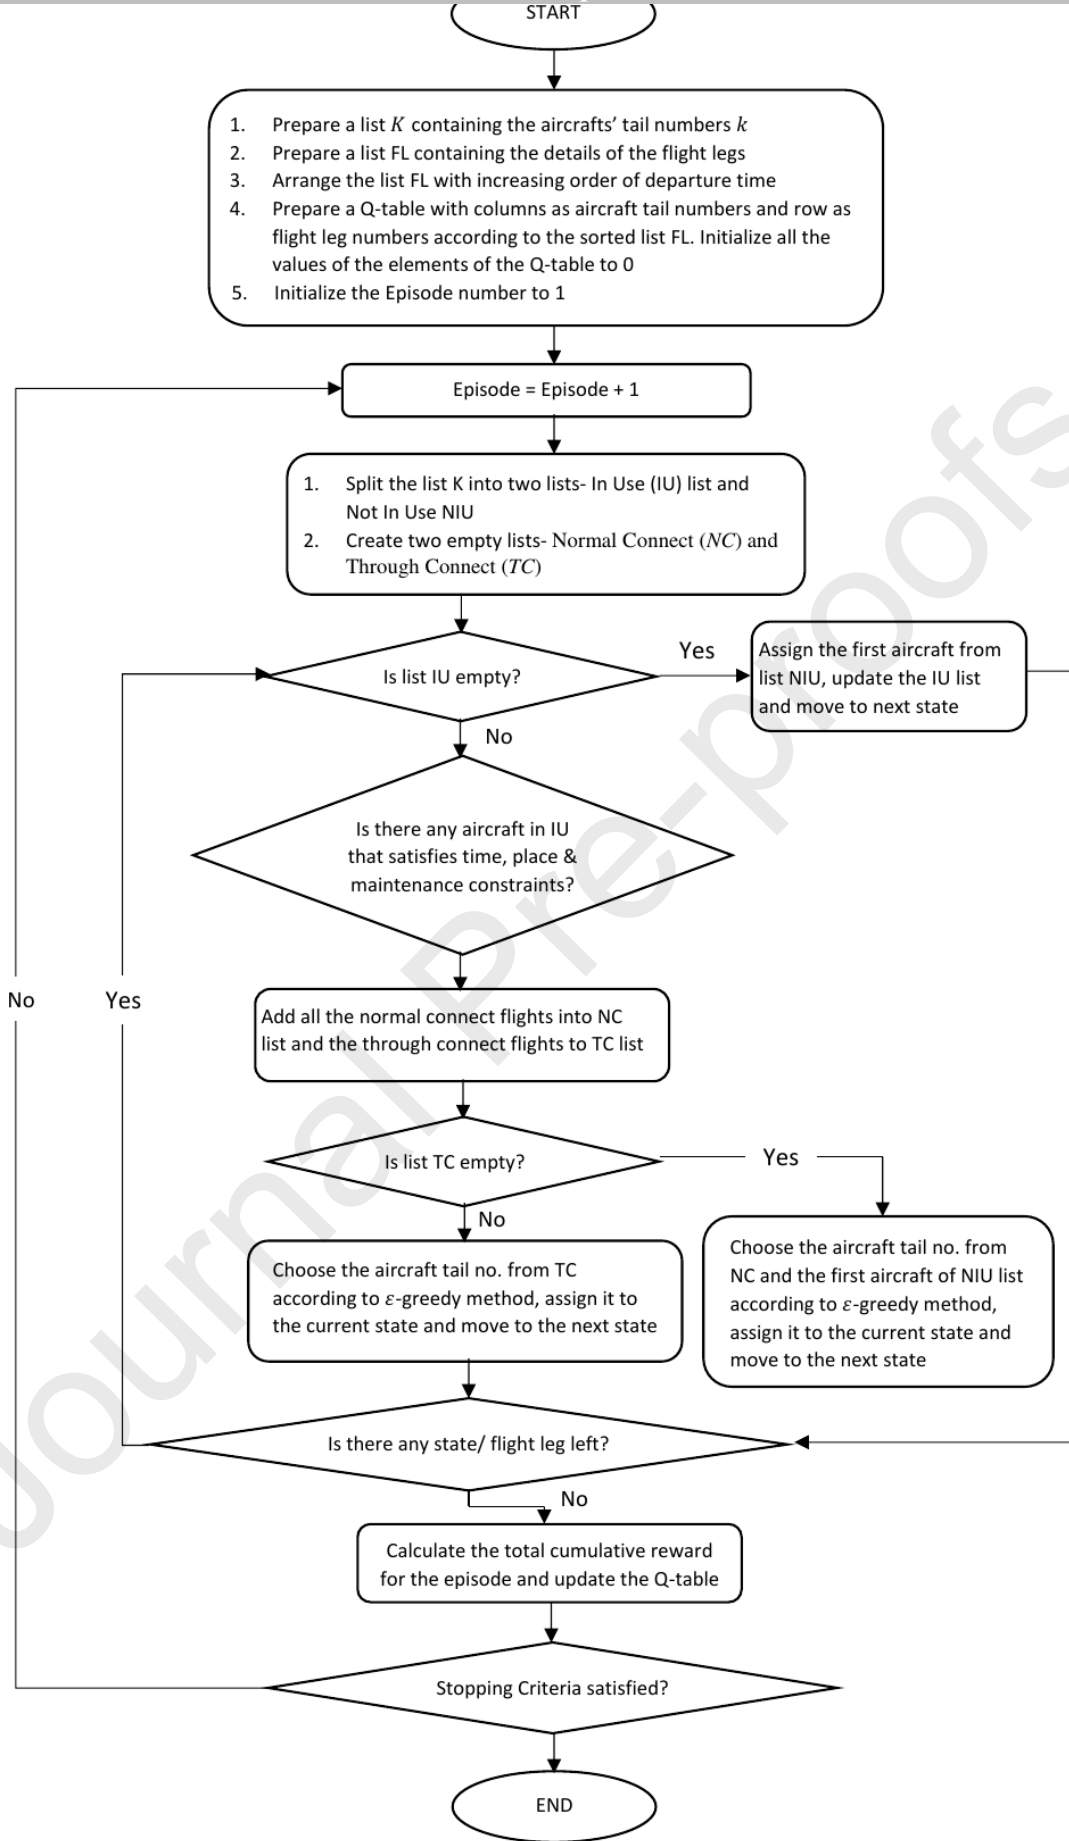 START
1. Prepare a list K containing the aircrafts’ tail numbers k
2. Prepare a list FL containing the details of the flight legs
3. Arrange the list FL with increasing order of departure time
4. Prepare a Q-table with columns as aircraft tail numbers and row as
flight leg numbers according to the sorted list FL. Initialize all the
values of the elements of the Q-table to 0
5. Initialize the Episode number to 1
Episode = Episode + 1
1. Split the list K into two lists- In Use (IU) list and
Not In Use NIU
2. Create two empty lists- Normal Connect (NC) and
Through Connect (TC)
Is list IU empty?
Yes
Assign the first aircraft from
list NIU, update the IU list
and move to next state
No
Is there any aircraft in IU
that satisfies time, place &
maintenance constraints?
No
Yes
Add all the normal connect flights into NC
list and the through connect flights to TC list
Is list TC empty?
Yes
No
Choose the aircraft tail no. from TC
according to ε-greedy method, assign it to
the current state and move to the next state
Choose the aircraft tail no. from
NC and the first aircraft of NIU list
according to ε-greedy method,
assign it to the current state and
move to the next state
Is there any state/ flight leg left?
No
Calculate the total cumulative reward
for the episode and update the Q-table
Stopping Criteria satisfied?
END
Journal Pre-proofs